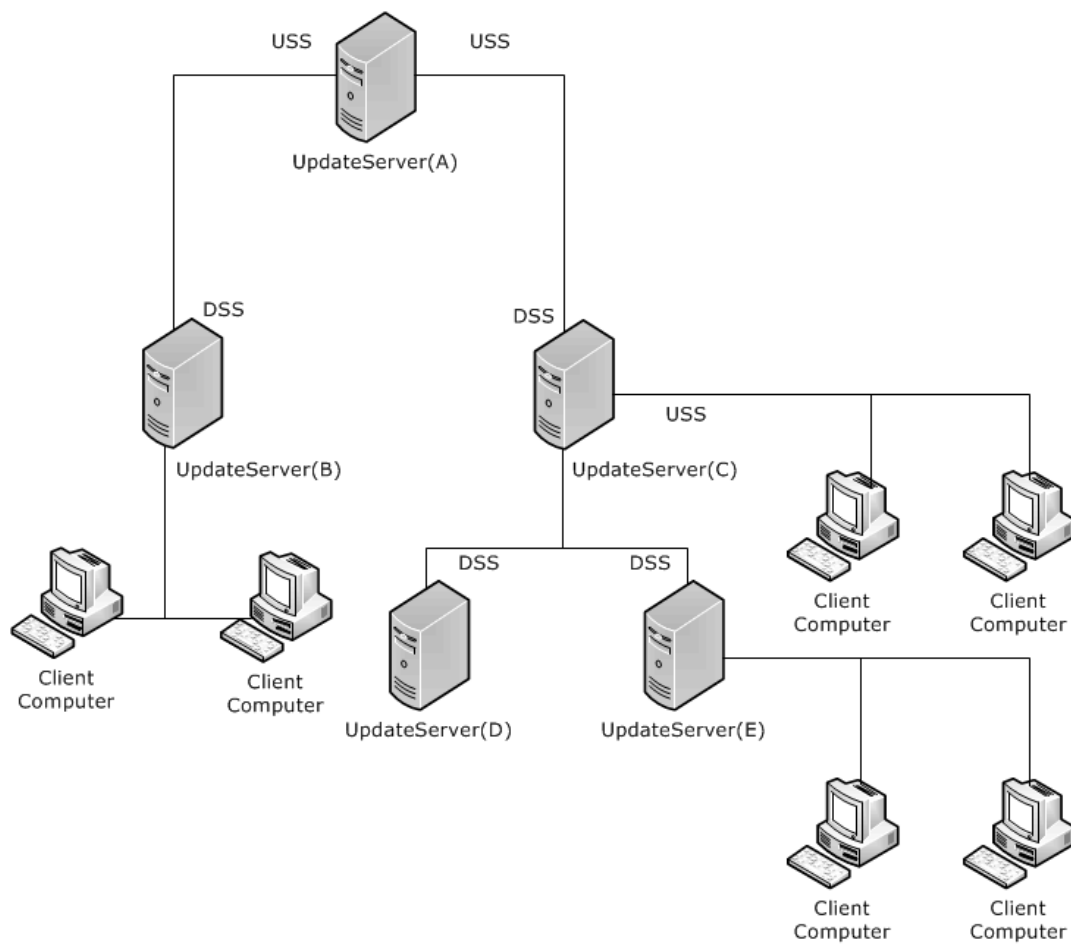 USS
USS
UpdateServer(A)
DSS
DSS
USS
UpdateServer(B)
UpdateServer(C)
DSS
DSS
Client
Computer
Client
Computer
Client
Computer
Client
Computer
UpdateServer(D)
UpdateServer(E)
Client
Computer
Client
Computer